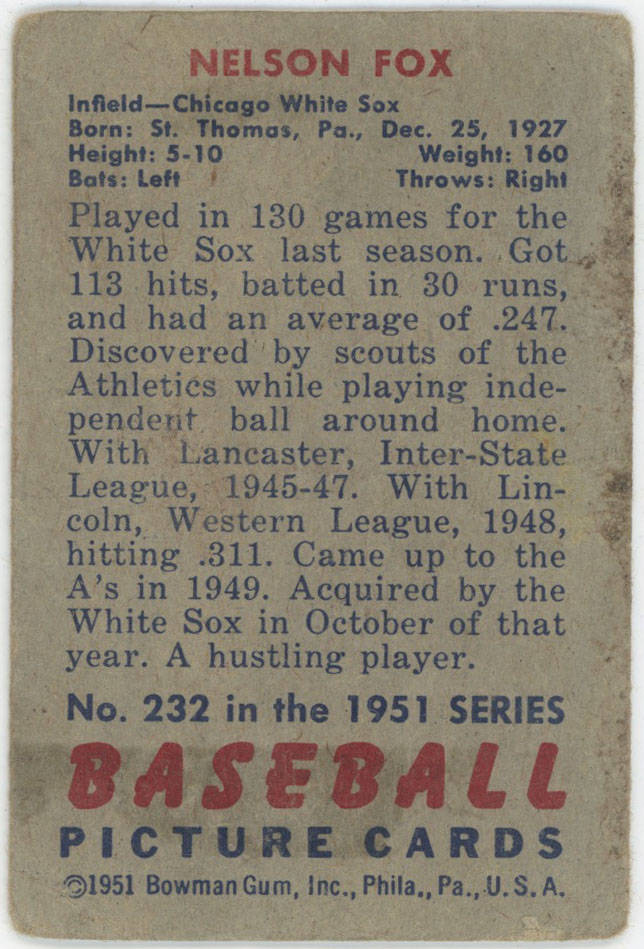 NELSON FOX
Infield—Chicago White Sox
Born: St. Thomas, Pa., Dec. 25, 1927
Height: 5-10 Weight: 160
Bats: Left Throws: Right
Played in 130 games for the
White Sox last season. Got
113 hits, batted in 30 runs,
and had an average of .247.
Discovered by scouts of the
Athletics while playing inde-
pendent ball around home.
With Lancaster, Inter-State
League, 1945-47. With Lin-
coln, Western League, 1948,
hitting .311. Came up to the
A's in 1949. Acquired by the
White Sox in October of that
year. A hustling player.
No. 232 in the 1951 SERIES
BASEBALL
PICTURE CARDS
©1951 Bowman Gum, Inc., Phila., Pa., U. S. A.